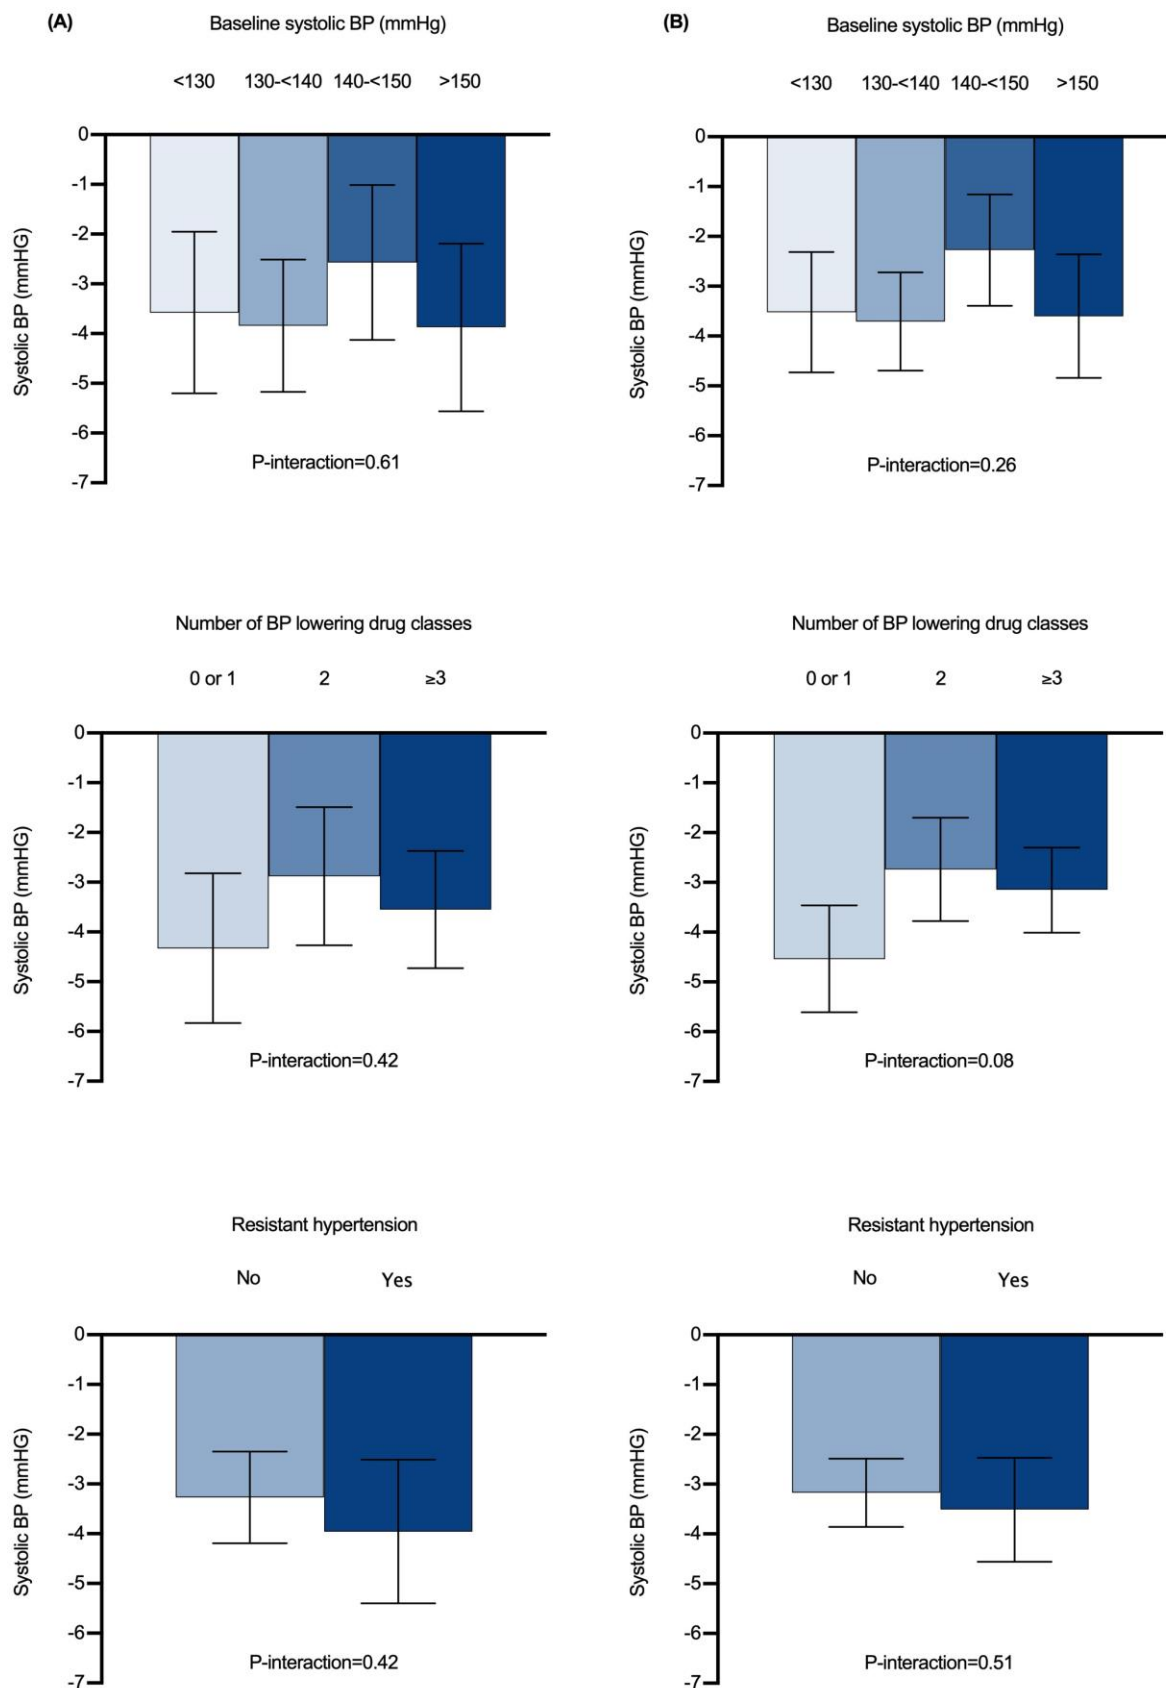 (A)
Baseline systolic BP (mmHg)
<130 130-<140 140-<150 >150
0
-1
-2
-3
-4
-5
-6
-7
Systolic BP (mmHG)
P-interaction=0.61
(B)
Baseline systolic BP (mmHg)
<130 130-<140 140-<150 >150
0
-1
-2
-3
-4
-5
-6
-7
Systolic BP (mmHG)
P-interaction=0.26
Number of BP lowering drug classes
0 or 1 2 ≥3
0
-1
-2
-3
-4
-5
-6
-7
Systolic BP (mmHG)
P-interaction=0.42
Number of BP lowering drug classes
0 or 1 2 ≥3
0
-1
-2
-3
-4
-5
-6
-7
Systolic BP (mmHG)
P-interaction=0.08
Resistant hypertension
No Yes
0
-1
-2
-3
-4
-5
-6
-7
Systolic BP (mmHG)
P-interaction=0.42
Resistant hypertension
No Yes
0
-1
-2
-3
-4
-5
-6
-7
Systolic BP (mmHG)
P-interaction=0.51